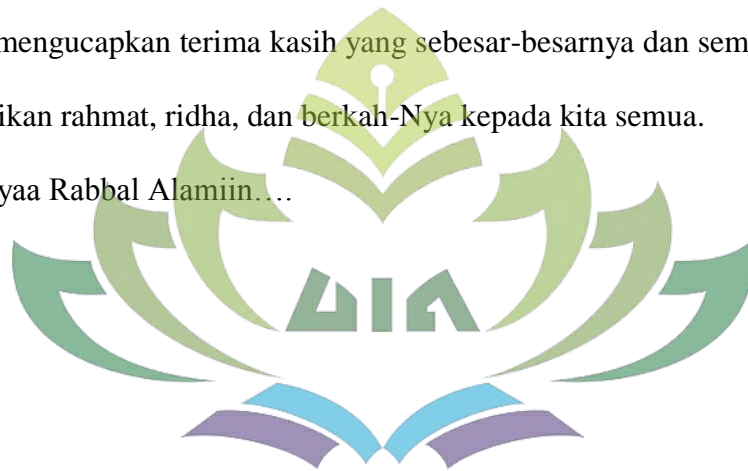 mengucapkan terima kasih yang sebesar-besarnya dan sem
ikan rahmat, ridha, dan berkah-Nya kepada kita semua.
yaa Rabbal Alamiin….
UIN